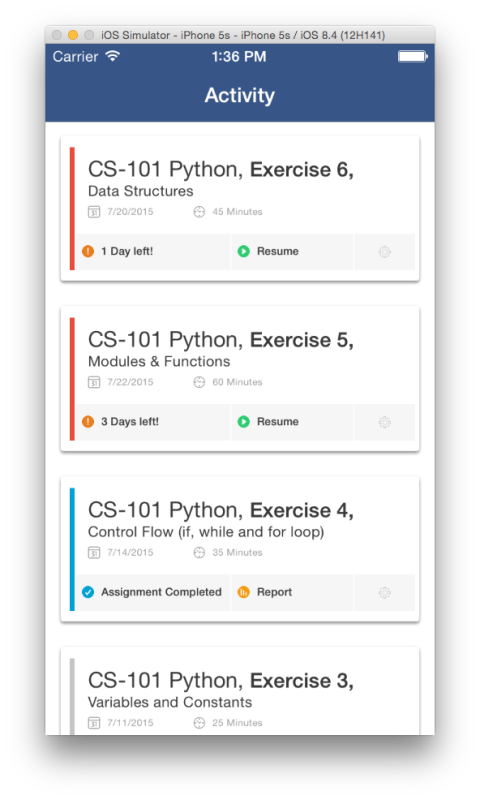 iOS Simulator - iPhone 5s - iPhone 5s / iOS 8.4 (12H141)
Carrier 1:36 PM
Activity
CS-101 Python, Exercise 6,
Data Structures
7/20/2015 45 Minutes
1 Day left! Resume
CS-101 Python, Exercise 5,
Modules & Functions
7/22/2015 60 Minutes
3 Days left! Resume
CS-101 Python, Exercise 4,
Control Flow (if, while and for loop)
7/14/2015 35 Minutes
Assignment Completed Report
CS-101 Python, Exercise 3,
Variables and Constants
7/11/2015 25 Minutes